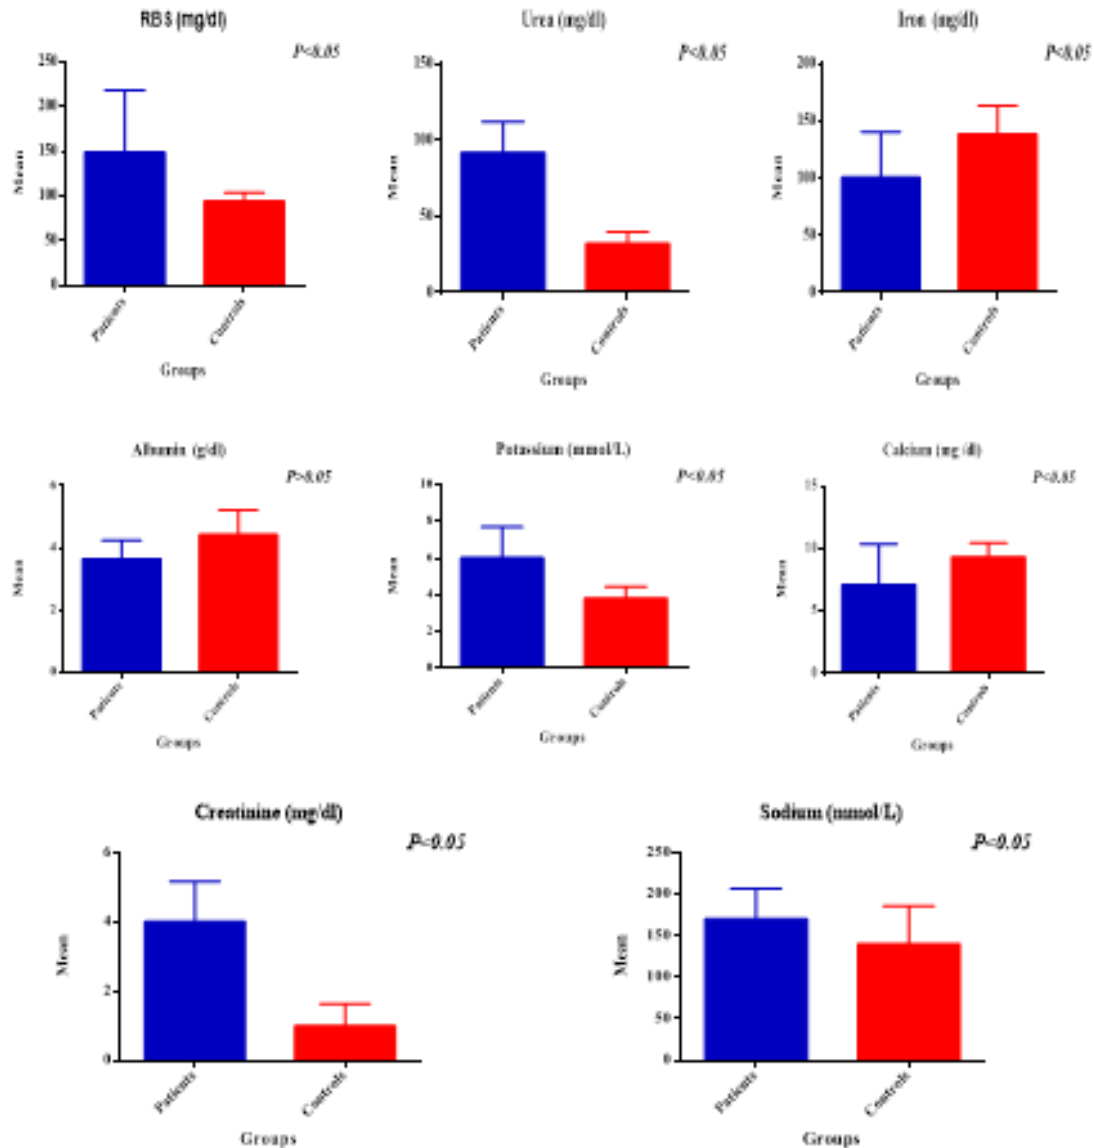 RBS (mg/dl)
P<0.05
250
200
150
100
50
0
Mean
Patients
Controls
Groups
Urea (mg/dl)
P<0.05
150
100
50
0
Mean
Patients
Controls
Groups
Iron (mg/dl)
P<0.05
200
150
100
50
0
Mean
Patients
Controls
Groups
Albumin (g/dl)
P>0.05
6
4
2
0
Mean
Patients
Controls
Groups
Potassium (mmol/L)
P<0.05
10
8
6
4
2
0
Mean
Patients
Controls
Groups
Calcium (mg/dl)
P<0.05
15
10
5
0
Mean
Patients
Controls
Groups
Creatinine (mg/dl)
P<0.05
6
4
2
0
Mean
Patients
Controls
Groups
Sodium (mmol/L)
P<0.05
250
200
150
100
50
0
Mean
Patients
Controls
Groups